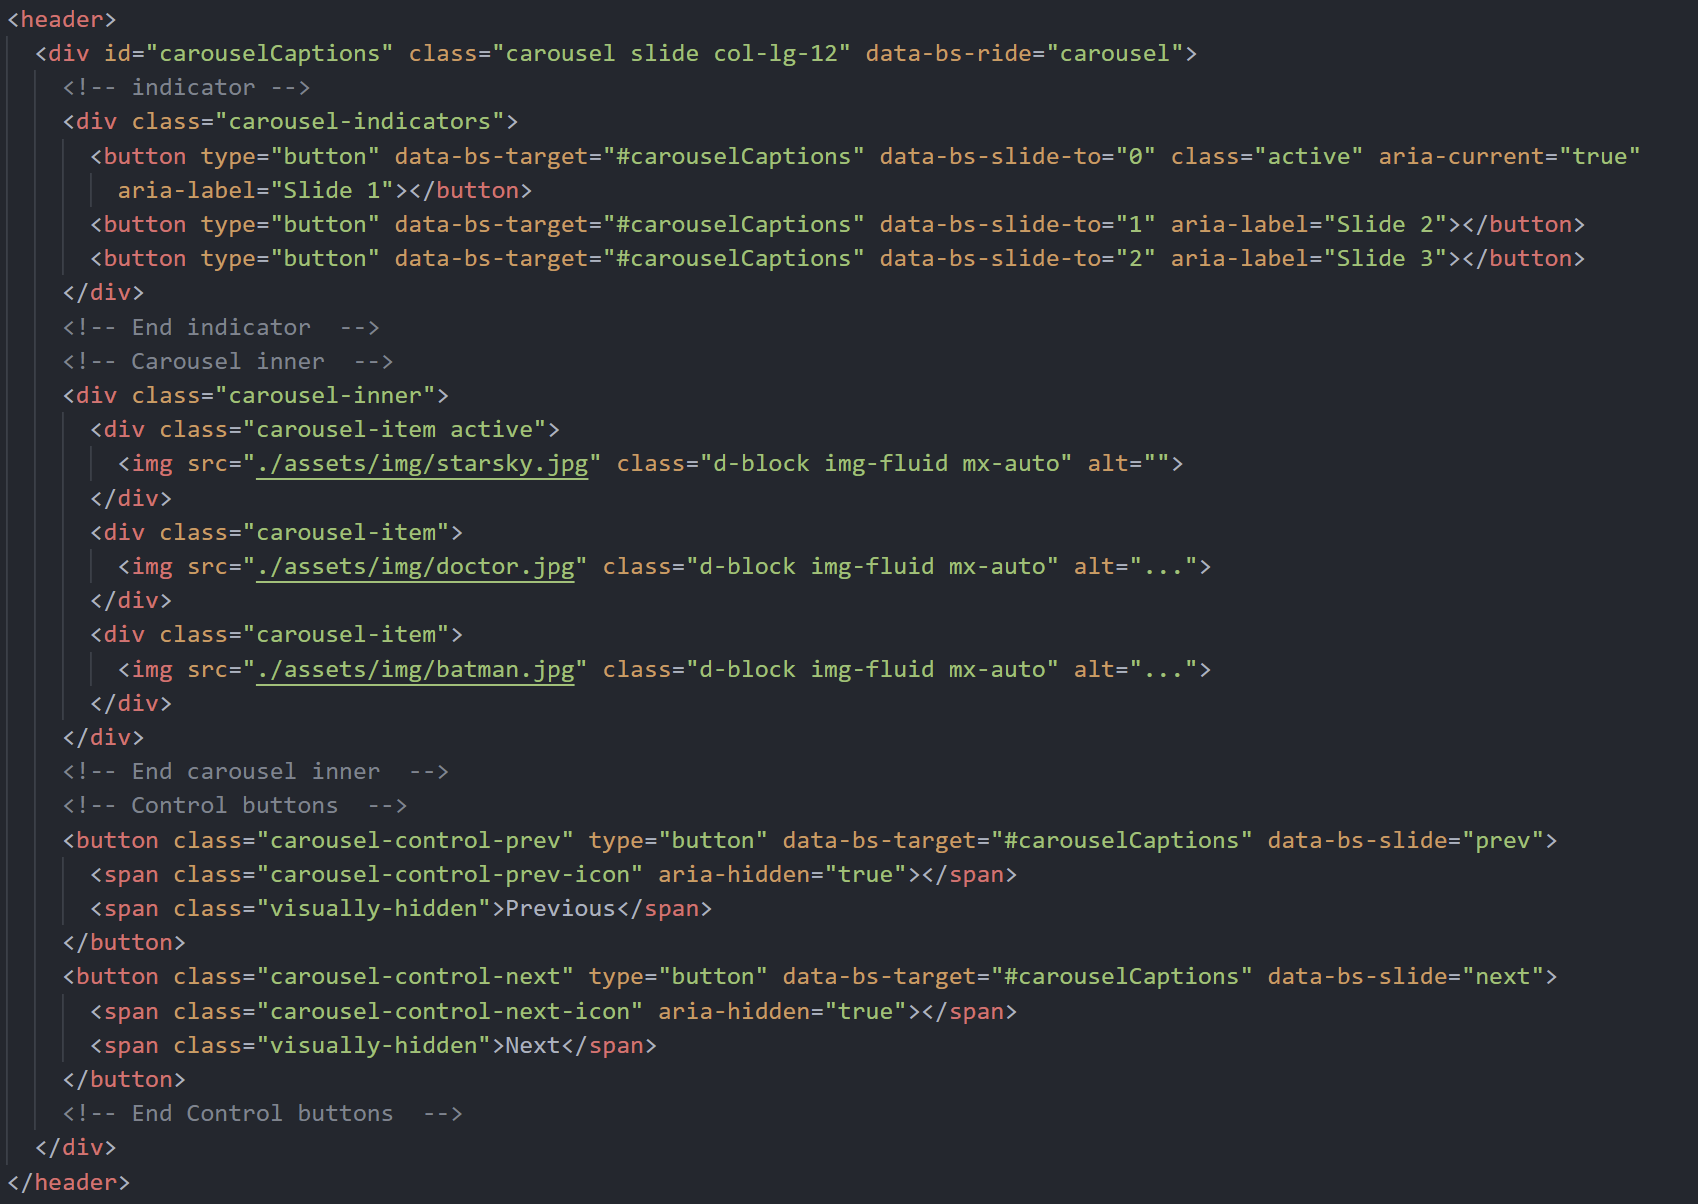 <header>
<div id="carouselCaptions" class="carousel slide col-lg-12" data-bs-ride="carousel">
<!-- indicator -->
<div class="carousel-indicators">
<button type="button" data-bs-target="#carouselCaptions" data-bs-slide-to="0" class="active" aria-current="true"
aria-label="Slide 1"></button>
<button type="button" data-bs-target="#carouselCaptions" data-bs-slide-to="1" aria-label="Slide 2"></button>
<button type="button" data-bs-target="#carouselCaptions" data-bs-slide-to="2" aria-label="Slide 3"></button>
</div>
<!-- End indicator  -->
<!-- Carousel inner  -->
<div class="carousel-inner">
<div class="carousel-item active">
<img src="./assets/img/starsky.jpg" class="d-block img-fluid mx-auto" alt="">
</div>
<div class="carousel-item">
<img src="./assets/img/doctor.jpg" class="d-block img-fluid mx-auto" alt="...">
</div>
<div class="carousel-item">
<img src="./assets/img/batman.jpg" class="d-block img-fluid mx-auto" alt="...">
</div>
</div>
<!-- End carousel inner  -->
<!-- Control buttons  -->
<button class="carousel-control-prev" type="button" data-bs-target="#carouselCaptions" data-bs-slide="prev">
<span class="carousel-control-prev-icon" aria-hidden="true"></span>
<span class="visually-hidden">Previous</span>
</button>
<button class="carousel-control-next" type="button" data-bs-target="#carouselCaptions" data-bs-slide="next">
<span class="carousel-control-next-icon" aria-hidden="true"></span>
<span class="visually-hidden">Next</span>
</button>
<!-- End Control buttons  -->
</div>
</header>